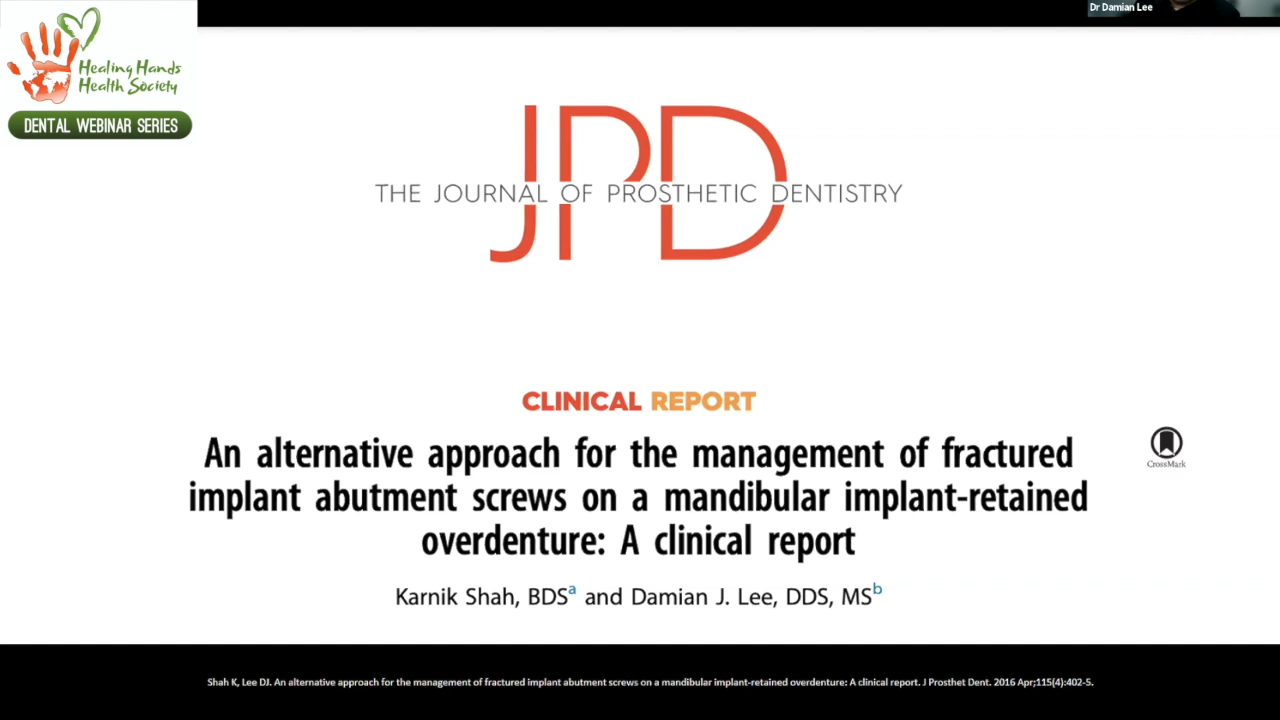 Dr Damian Lee
Healing Hands
Health Society
DENTAL WEBINAR SERIES
JPD
THE JOURNAL OF PROSTHETIC DENTISTRY
CLINICAL REPORT
An alternative approach for the management of fractured
implant abutment screws on a mandibular implant-retained
overdenture: A clinical report
CrossMark
Karnik Shah, BDSᵃ and Damian J. Lee, DDS, MSᵇ
Shah K, Lee DJ. An alternative approach for the management of fractured implant abutment screws on a mandibular implant-retained overdenture: A clinical report. J Prosthet Dent. 2016 Apr;115(4):402-5.